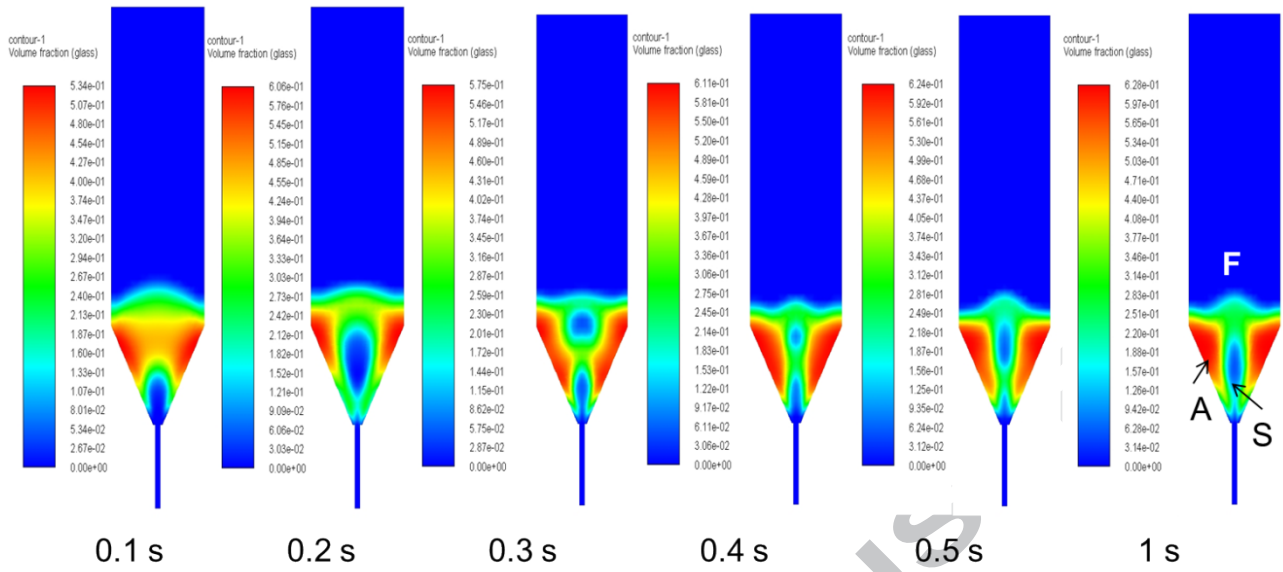 contour-1
Volume fraction (glass)
5.34e-01
5.07e-01
4.80e-01
4.54e-01
4.27e-01
4.00e-01
3.74e-01
3.47e-01
3.20e-01
2.94e-01
2.67e-01
2.40e-01
2.13e-01
1.87e-01
1.60e-01
1.33e-01
1.07e-01
8.01e-02
5.34e-02
2.67e-02
0.00e+00
0.1 s
contour-1
Volume fraction (glass)
6.06e-01
5.76e-01
5.45e-01
5.15e-01
4.85e-01
4.55e-01
4.24e-01
3.94e-01
3.64e-01
3.33e-01
3.03e-01
2.73e-01
2.42e-01
2.12e-01
1.82e-01
1.52e-01
1.21e-01
9.09e-02
6.06e-02
3.03e-02
0.00e+00
0.2 s
contour-1
Volume fraction (glass)
5.75e-01
5.46e-01
5.17e-01
4.89e-01
4.60e-01
4.31e-01
4.02e-01
3.74e-01
3.45e-01
3.16e-01
2.87e-01
2.59e-01
2.30e-01
2.01e-01
1.72e-01
1.44e-01
1.15e-01
8.62e-02
5.75e-02
2.87e-02
0.00e+00
0.3 s
contour-1
Volume fraction (glass)
6.11e-01
5.81e-01
5.50e-01
5.20e-01
4.89e-01
4.59e-01
4.28e-01
3.97e-01
3.67e-01
3.36e-01
3.06e-01
2.75e-01
2.45e-01
2.14e-01
1.83e-01
1.53e-01
1.22e-01
9.17e-02
6.11e-02
3.06e-02
0.00e+00
0.4 s
contour-1
Volume fraction (glass)
6.24e-01
5.92e-01
5.61e-01
5.30e-01
4.99e-01
4.68e-01
4.37e-01
4.05e-01
3.74e-01
3.43e-01
3.12e-01
2.81e-01
2.49e-01
2.18e-01
1.87e-01
1.56e-01
1.25e-01
9.35e-02
6.24e-02
3.12e-02
0.00e+00
0.5 s
contour-1
Volume fraction (glass)
6.28e-01
5.97e-01
5.65e-01
5.34e-01
5.03e-01
4.71e-01
4.40e-01
4.08e-01
3.77e-01
3.46e-01
3.14e-01
2.83e-01
2.51e-01
2.20e-01
1.88e-01
1.57e-01
1.26e-01
9.42e-02
6.28e-02
3.14e-02
0.00e+00
F
A
S
1 s